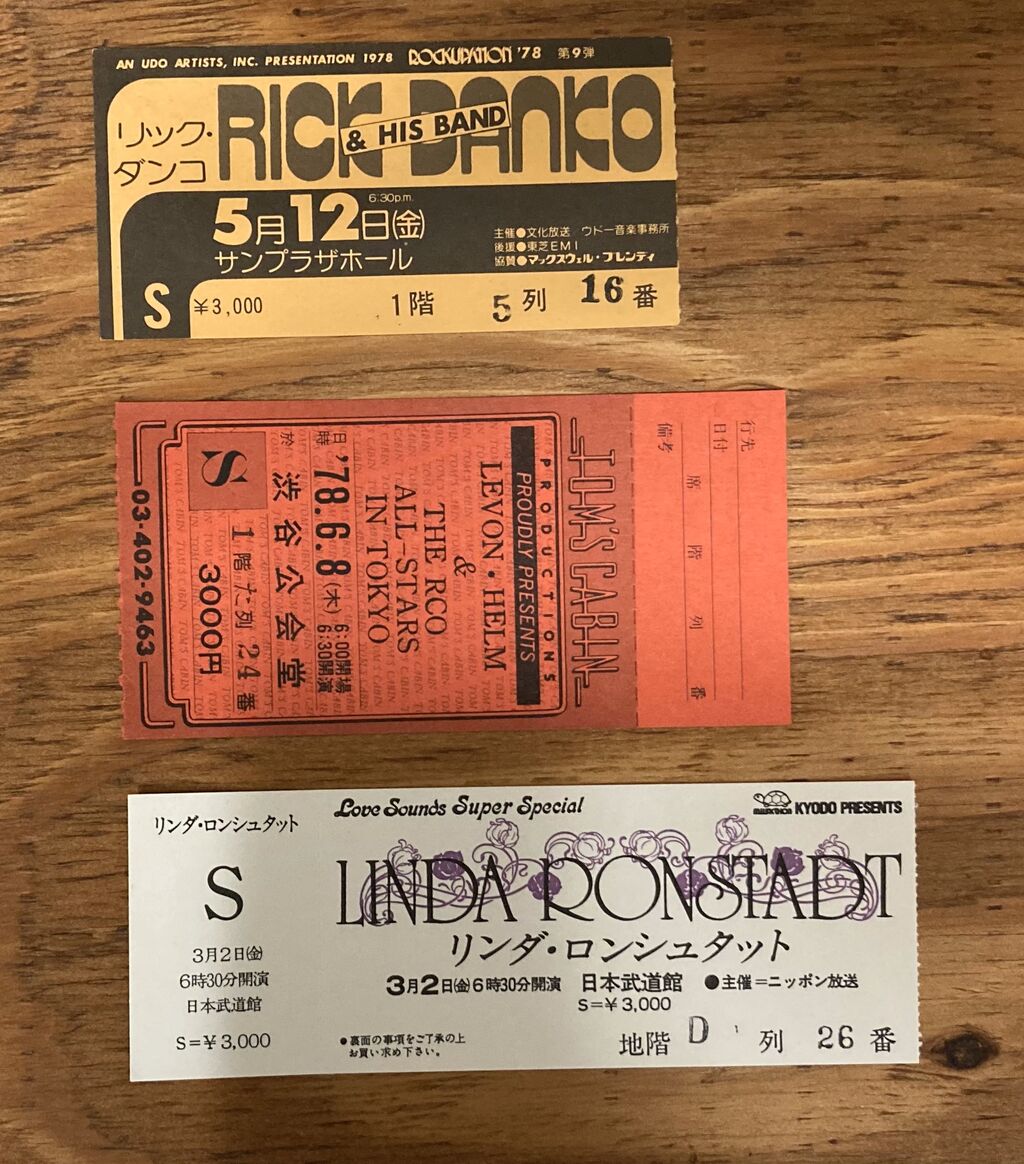 AN UDO ARTISTS, INC. PRESENTATION 1978 ROCKUPATION '78 第9弾
リック・ダンコ
RICK DANKO
& HIS BAND
6:30p.m.
5月12日(金)
サンプラザホール
主催●文化放送 ウドー音楽事務所
後援●東芝EMI
協賛●マックスウェル・フレンディ
S ¥3,000 1階 5列 16番
行先
日付
席 階 列 番
備考
TOM'S CABIN
PRODUCTIONS
PROUDLY PRESENTS
LEVON・HELM
&
THE RCO
ALL-STARS
IN TOKYO
日時 '78.6.8(木) 6:00開場 6:30開演
於 渋谷公会堂
S 1階た列24番
3000円
03-402-9463
リンダ・ロンシュタット
S
3月2日(金)
6時30分開演
日本武道館
S=¥3,000
Love Sounds Super Special
KYODO PRESENTS
LINDA RONSTADT
リンダ・ロンシュタット
3月2日(金)6時30分開演 日本武道館 ●主催=ニッポン放送
S=¥3,000
●裏面の事項をご了承の上
お買い求め下さい。
地階 D 列 26番